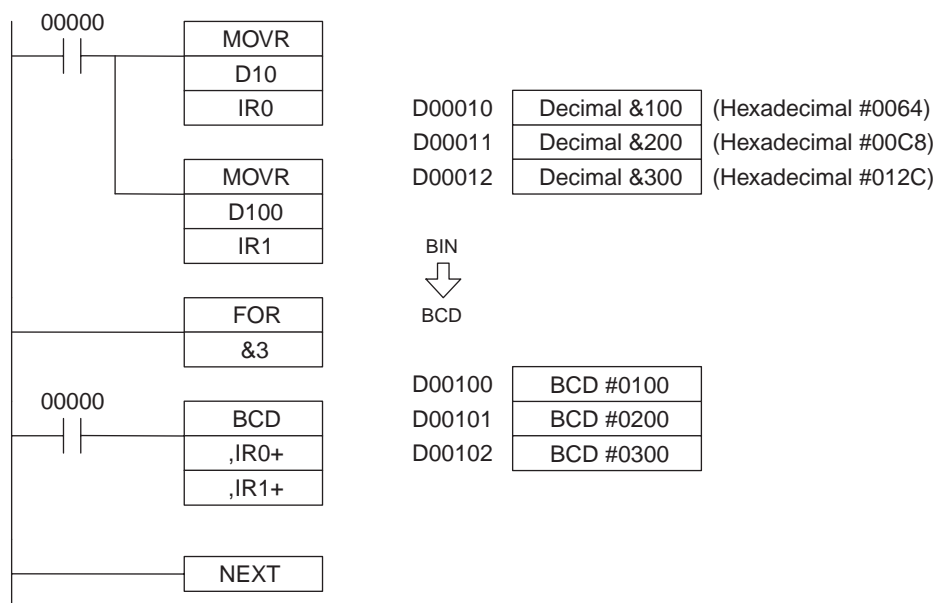 00000
MOVR
D10
IR0
MOVR
D100
IR1
FOR
&3
00000
BCD
,IR0+
,IR1+
NEXT
D00010 Decimal &100 (Hexadecimal #0064)
D00011 Decimal &200 (Hexadecimal #00C8)
D00012 Decimal &300 (Hexadecimal #012C)
BIN
BCD
D00100 BCD #0100
D00101 BCD #0200
D00102 BCD #0300